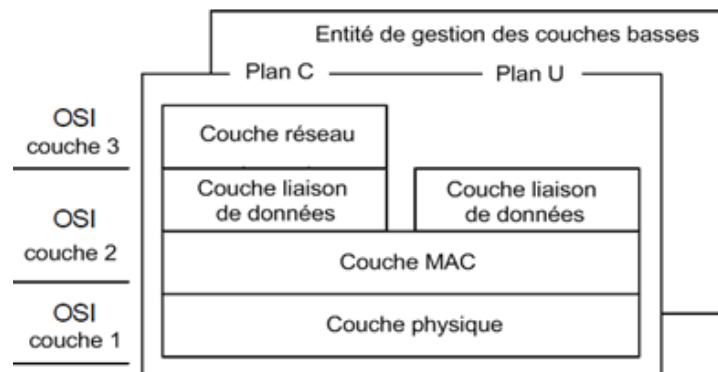 Entité de gestion des couches basses
Plan C
Plan U
OSI
couche 3
Couche réseau
OSI
couche 2
Couche liaison
de données
Couche liaison
de données
Couche MAC
OSI
couche 1
Couche physique